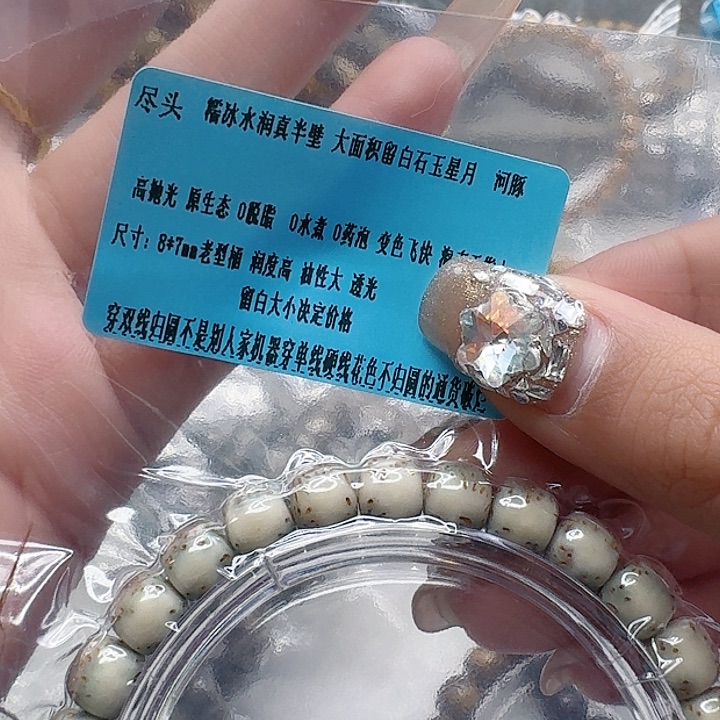 尽头 糯冰水润真半壁 大面积留白石玉星月 河豚
高抛光 原生态 0脱脂 0水煮 0药泡 变色飞快
尺寸：8*7mm老型桶 润度高 油性大 透光
留白大小决定价格
穿双线归圆不是别人家机器穿单线硬线花色不归圆的通货